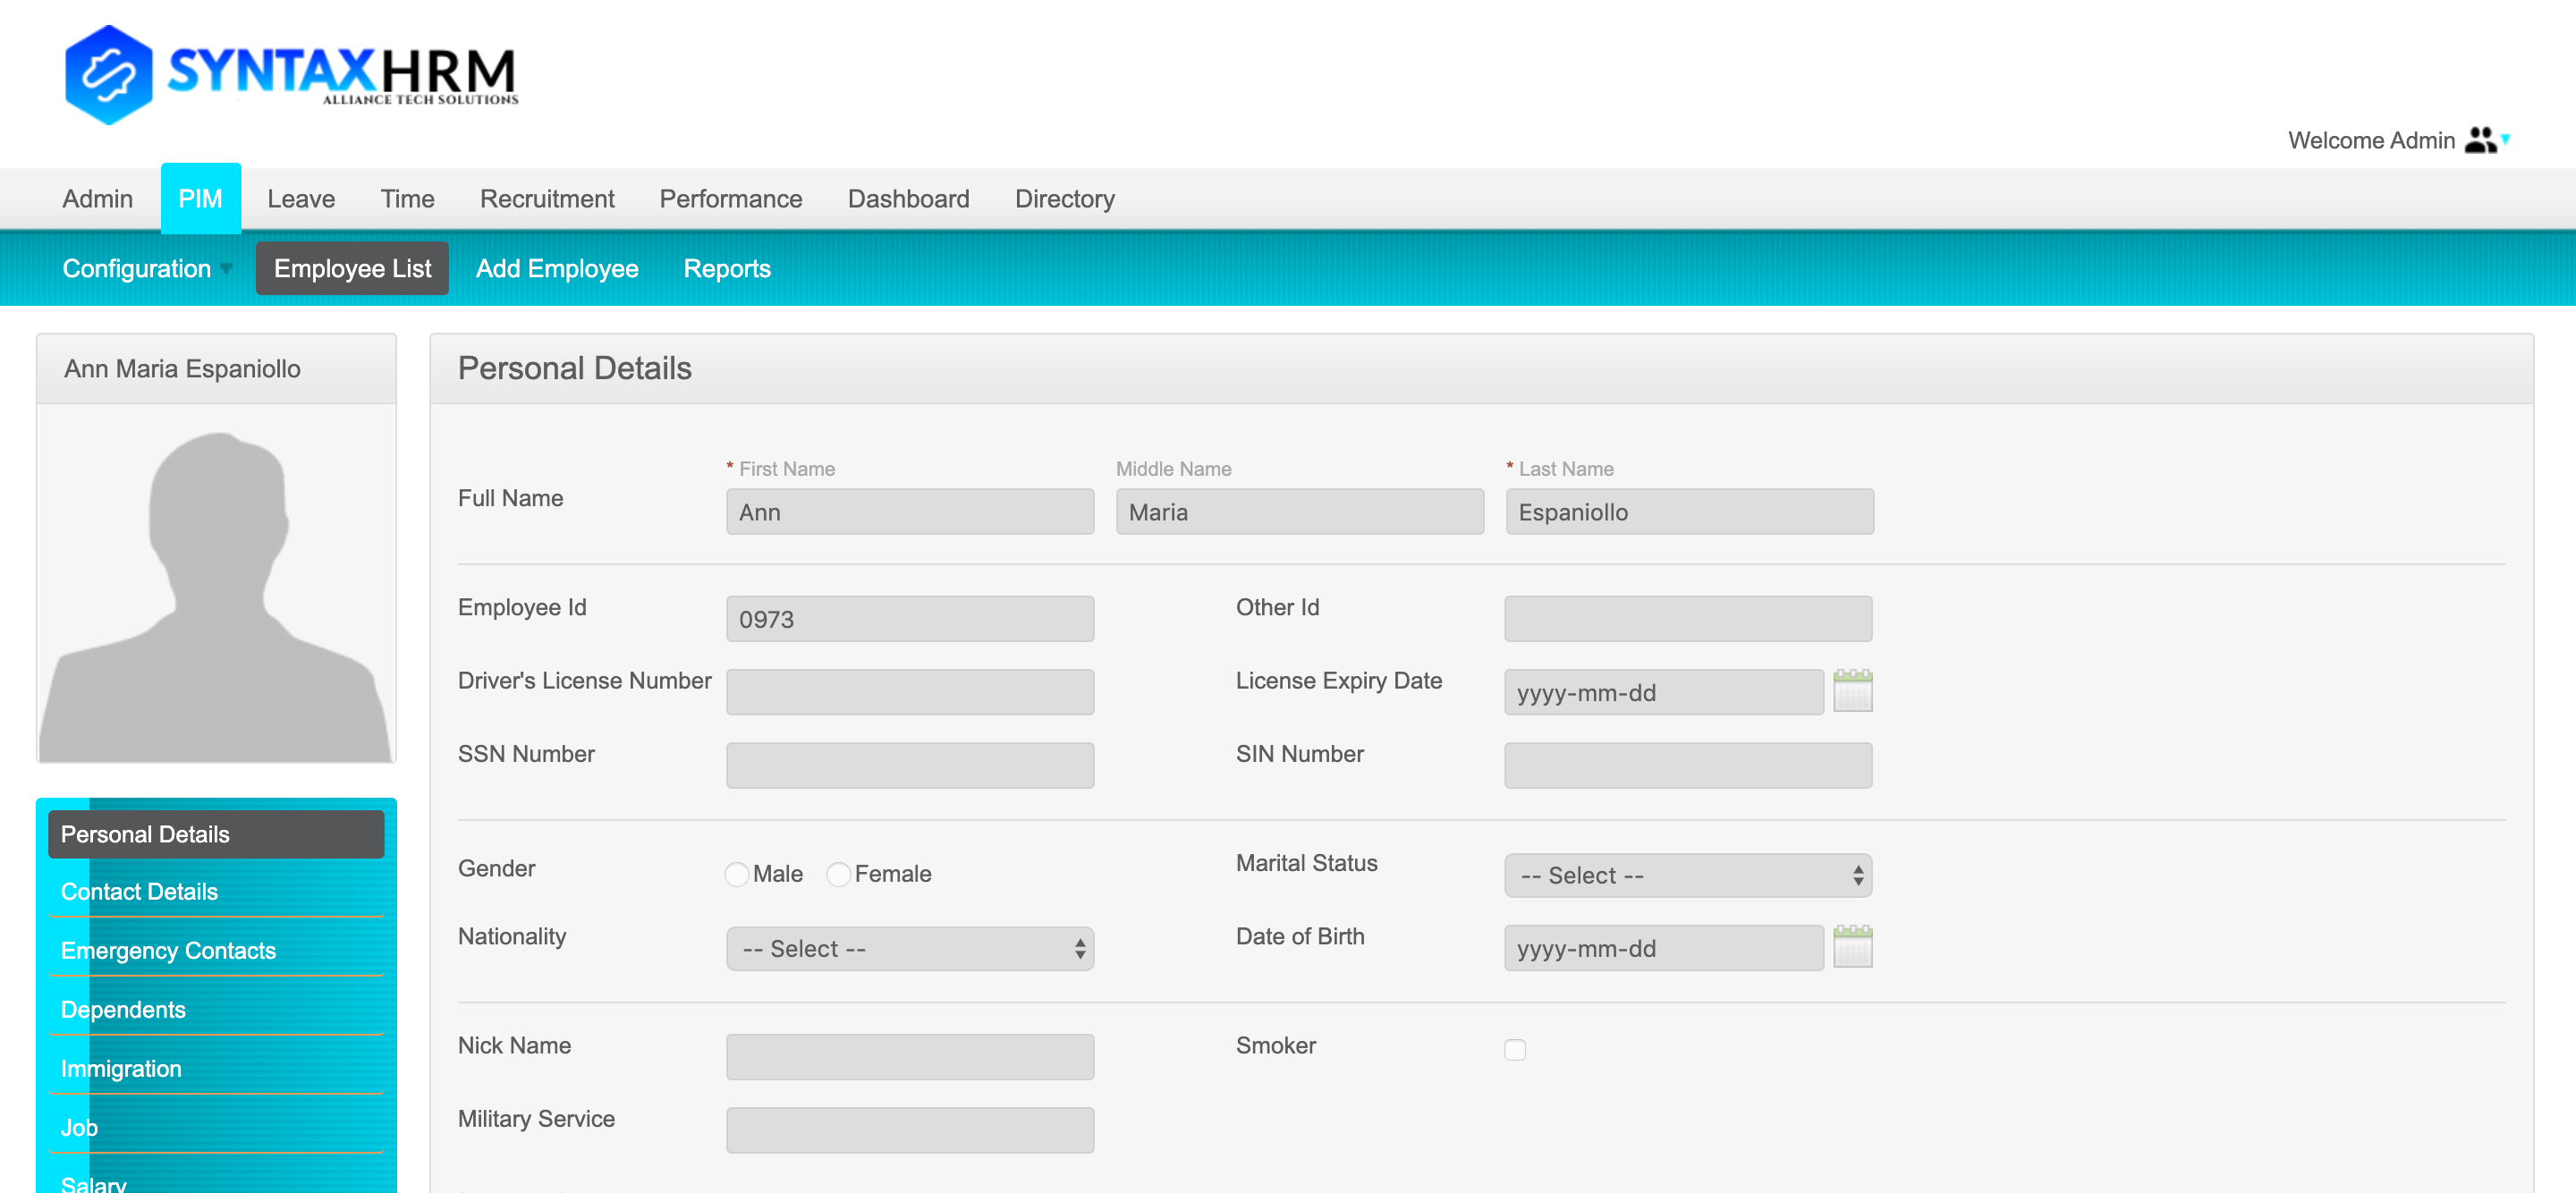 SYNTAXHRM
ALLIANCE TECH SOLUTIONS
Welcome Admin
Admin PIM Leave Time Recruitment Performance Dashboard Directory
Configuration Employee List Add Employee Reports
Ann Maria Espaniollo
Personal Details
Contact Details
Emergency Contacts
Dependents
Immigration
Job
Salary
Personal Details
* First Name Middle Name * Last Name
Full Name Ann Maria Espaniollo
Employee Id 0973 Other Id
Driver's License Number License Expiry Date yyyy-mm-dd
SSN Number SIN Number
Gender Male Female Marital Status -- Select --
Nationality -- Select -- Date of Birth yyyy-mm-dd
Nick Name Smoker
Military Service